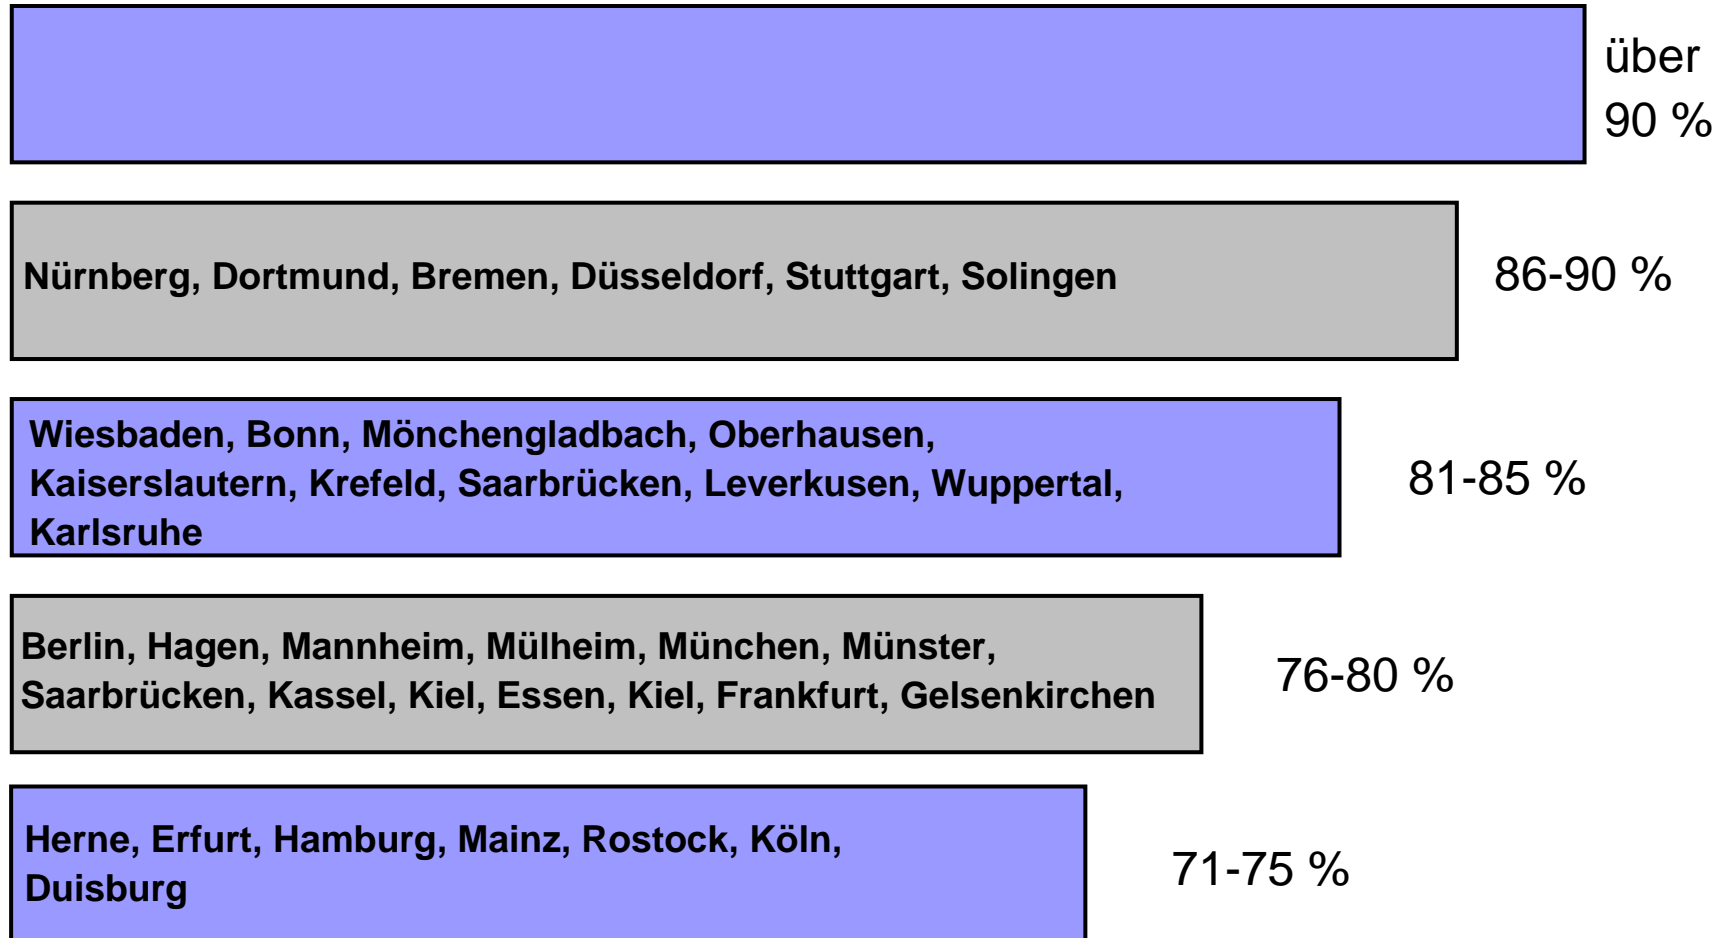 über
90 %
Nürnberg, Dortmund, Bremen, Düsseldorf, Stuttgart, Solingen
86-90 %
Wiesbaden, Bonn, Mönchengladbach, Oberhausen,
Kaiserslautern, Krefeld, Saarbrücken, Leverkusen, Wuppertal,
Karlsruhe
81-85 %
Berlin, Hagen, Mannheim, Mülheim, München, Münster,
Saarbrücken, Kassel, Kiel, Essen, Kiel, Frankfurt, Gelsenkirchen
76-80 %
Herne, Erfurt, Hamburg, Mainz, Rostock, Köln,
Duisburg
71-75 %